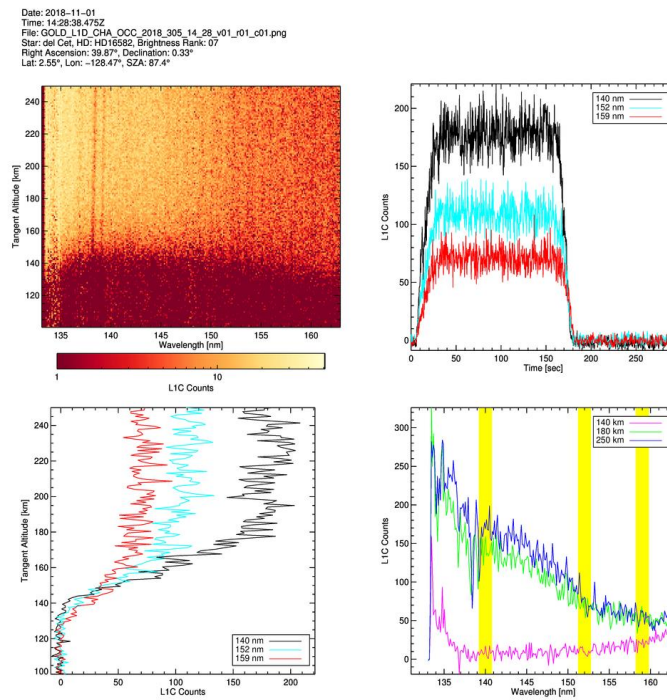 Date: 2018-11-01
Time: 14:28:38.475Z
File: GOLD_L1D_CHA_OCC_2018_305_14_28_v01_r01_c01.png
Star: del Cet, HD: HD16582, Brightness Rank: 07
Right Ascension: 39.87°, Declination: 0.33°
Lat: 2.55°, Lon: −128.47°, SZA: 87.4°
Tangent Altitude [km]
240
220
200
180
160
140
120
135 140 145 150 155 160
Wavelength [nm]
1 10
L1C Counts
L1C Counts
200
150
100
50
0
0 50 100 150 200 250
Time [sec]
140 nm
152 nm
159 nm
Tangent Altitude [km]
240
220
200
180
160
140
120
100
0 50 100 150 200
L1C Counts
140 nm
152 nm
159 nm
L1C Counts
300
250
200
150
100
50
0
135 140 145 150 155 160
Wavelength [nm]
140 km
180 km
250 km